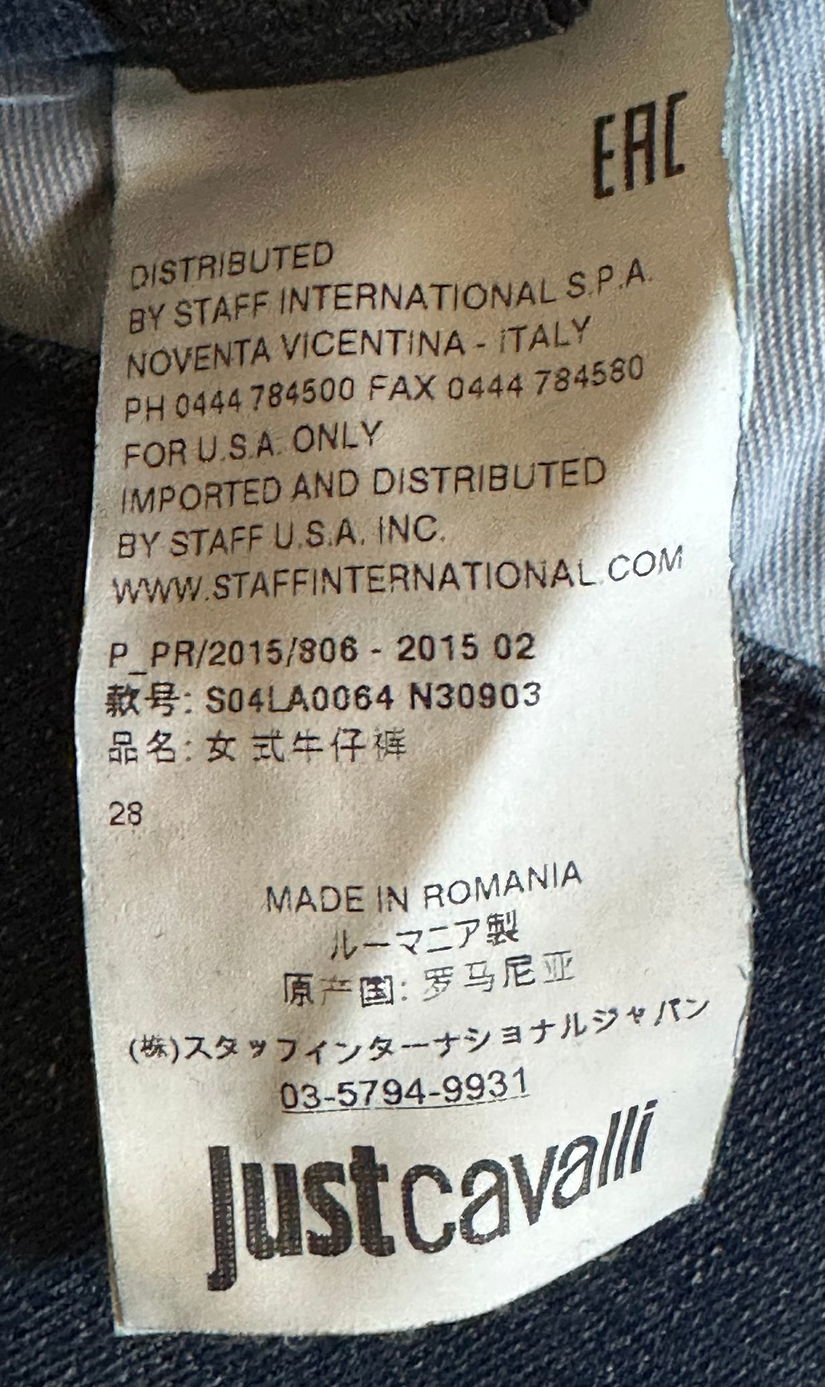 EAC
DISTRIBUTED
BY STAFF INTERNATIONAL S.P.A.
NOVENTA VICENTINA - ITALY
PH 0444 784500 FAX 0444 784580
FOR U.S.A. ONLY
IMPORTED AND DISTRIBUTED
BY STAFF U.S.A. INC.
WWW.STAFFINTERNATIONAL.COM
P_PR/2015/806 - 2015 02
款号: S04LA0064 N30903
品名: 女 式牛仔裤
28
MADE IN ROMANIA
ルーマニア製
原产国: 罗马尼亚
(株)スタッフインターナショナルジャパン
03-5794-9931
Justcavalli